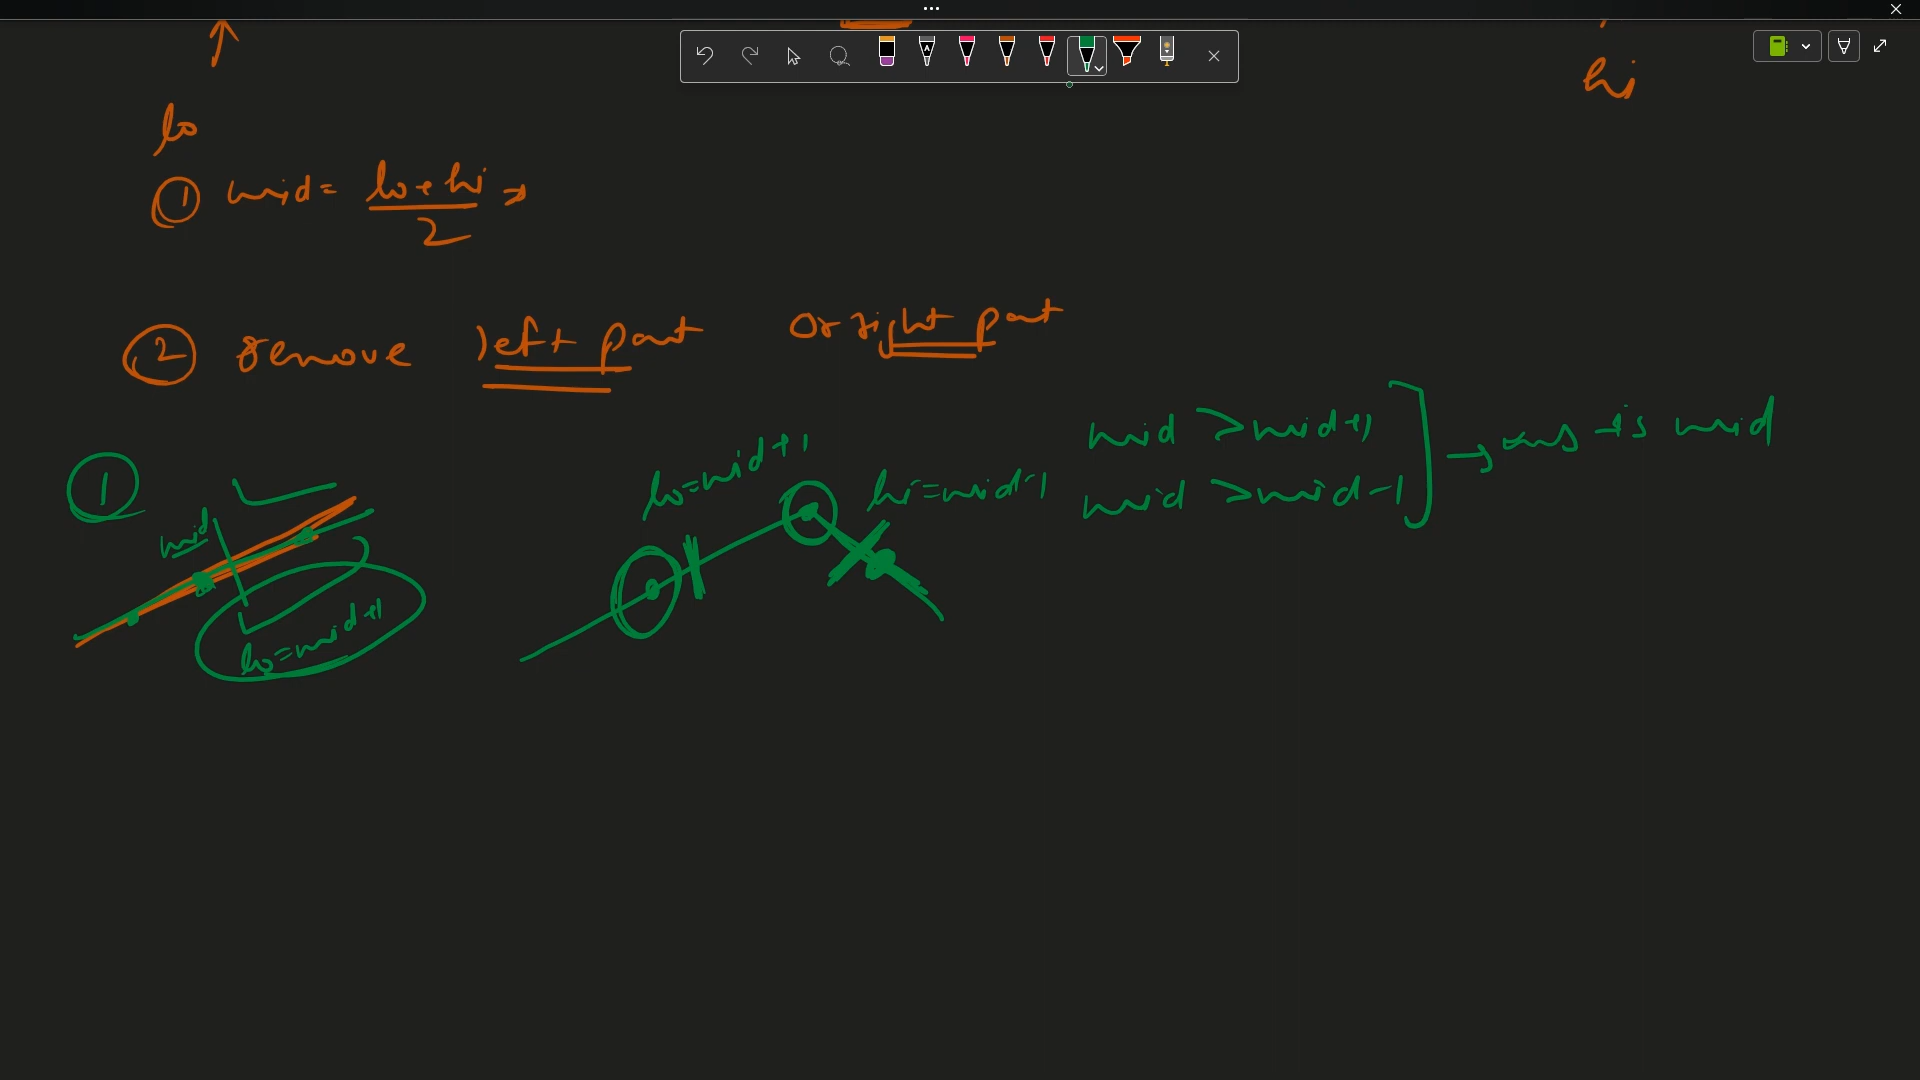 hi
lo
① mid = lo + hi →
2
② remove left part or right part
① mid
lo = mid + 1
lo = mid + 1
hi = mid - 1
mid > mid + 1
mid > mid - 1
→ ans is mid